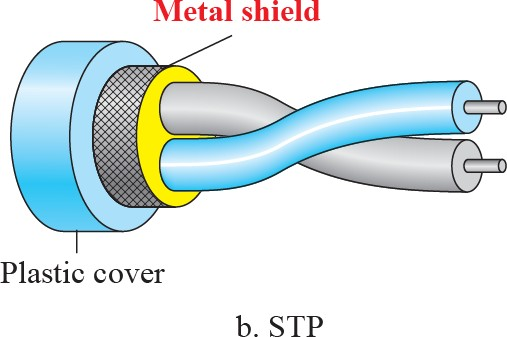 Metal shield
Plastic cover
b. STP